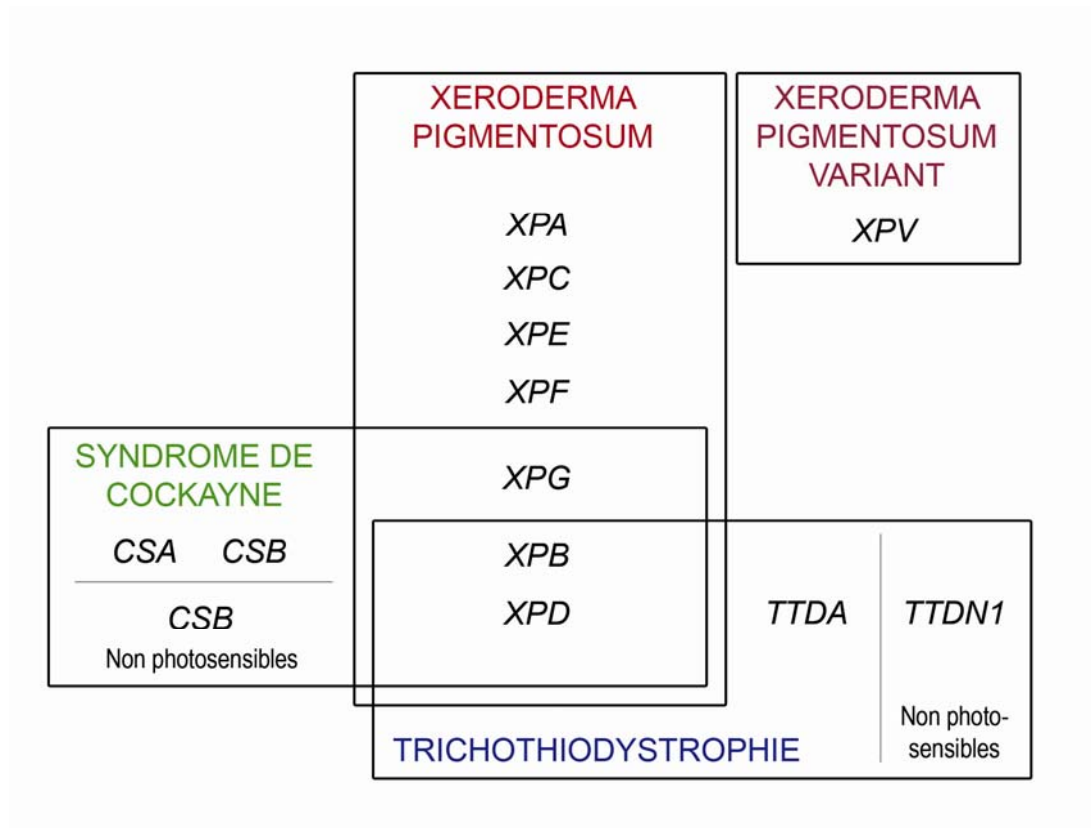 XERODERMA
PIGMENTOSUM
XPA
XPC
XPE
XPF
XPG
XPB
XPD
XERODERMA
PIGMENTOSUM
VARIANT
XPV
SYNDROME DE
COCKAYNE
CSA CSB
CSB
Non photosensibles
TTDA
TTDN1
Non photo-
sensibles
TRICHOTHIODYSTROPHIE